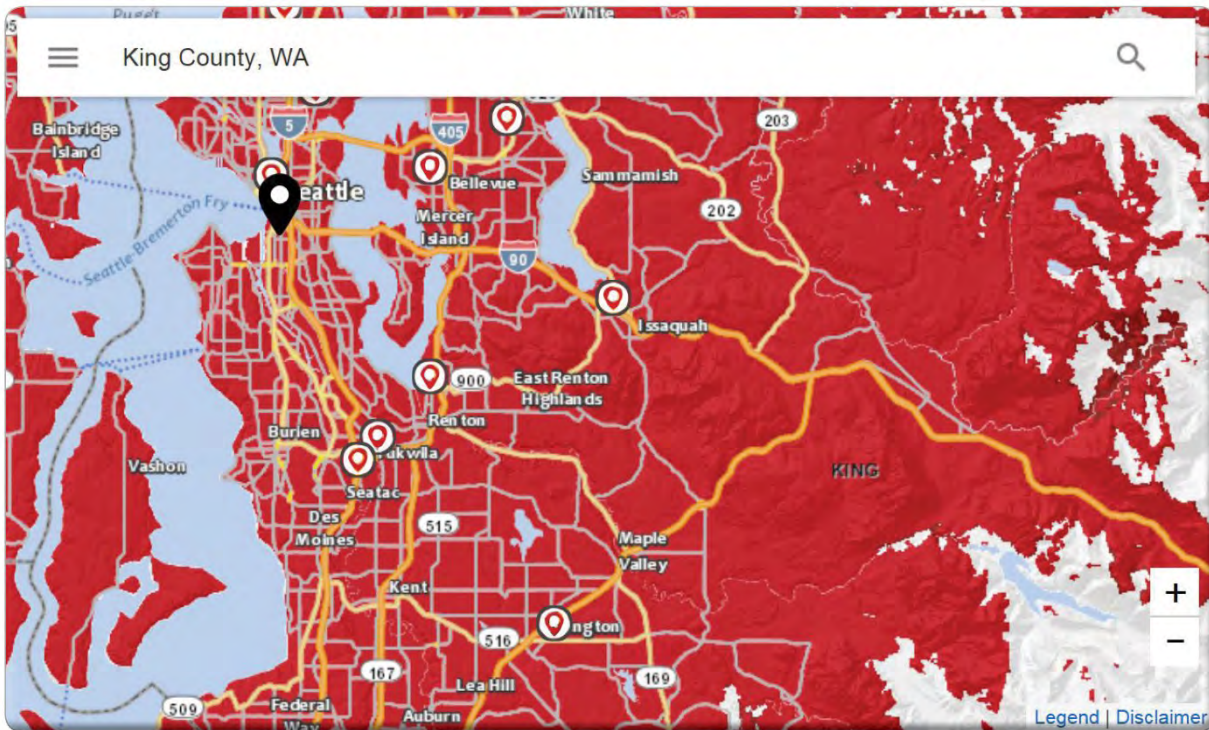 Puget
White
King County, WA
Bainbridge
Island
5
405
203
Bellevue
Sammamish
eattle
202
Mercer
Island
Seattle-Bremerton Fry
90
Issaquah
900
East Renton
Highlands
Renton
Burien
ukwila
Vashon
KING
Seatac
Des
Moines
515
Maple
Valley
Kent
+
ngton
516
−
167
169
Lea Hill
509
Federal
Way
Auburn
Legend | Disclaimer